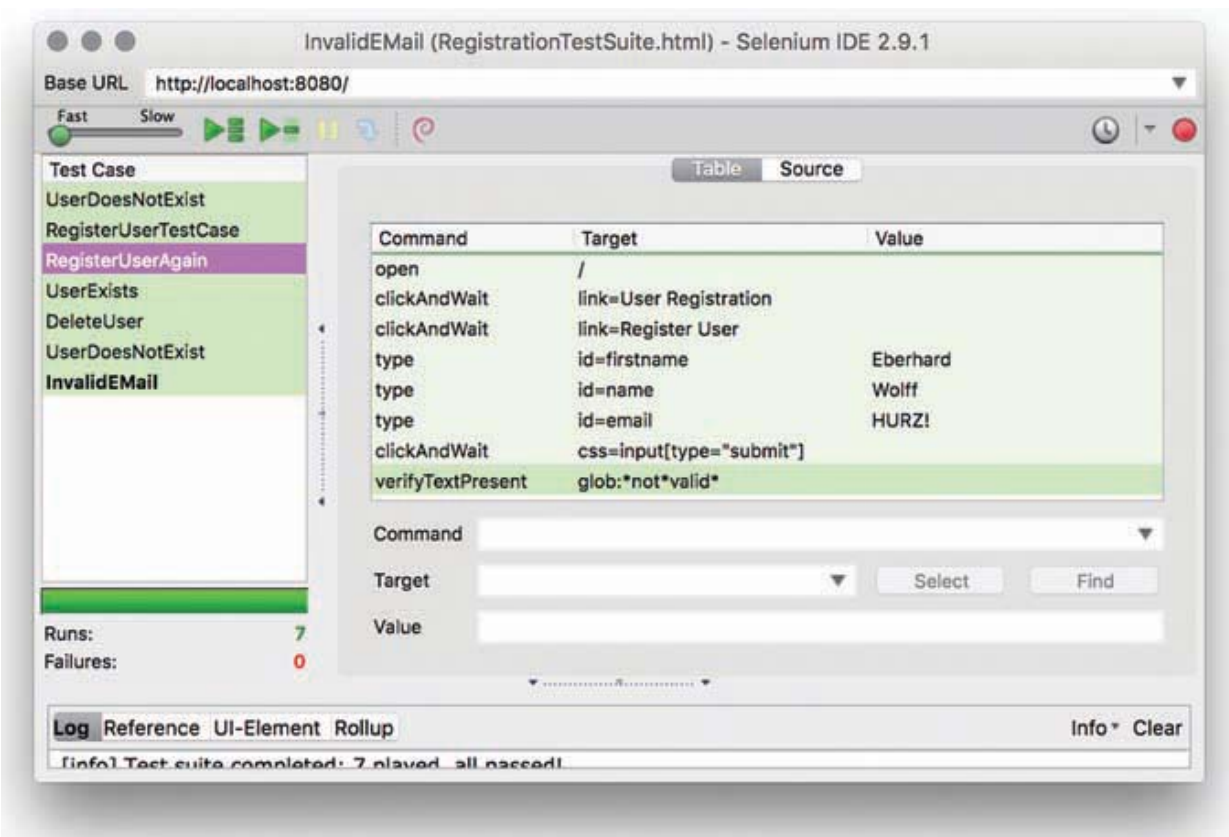 InvalidEMail (RegistrationTestSuite.html) - Selenium IDE 2.9.1
Base URL http://localhost:8080/
Fast Slow
Test Case
UserDoesNotExist
RegisterUserTestCase
RegisterUserAgain
UserExists
DeleteUser
UserDoesNotExist
InvalidEMail
Runs: 7
Failures: 0
Table Source
Command Target Value
open /
clickAndWait link=User Registration
clickAndWait link=Register User
type id=firstname Eberhard
type id=name Wolff
type id=email HURZ!
clickAndWait css=input[type="submit"]
verifyTextPresent glob:*not*valid*
Command
Target Select Find
Value
Log Reference UI-Element Rollup Info Clear
[info] Test suite completed: 7 played, all passed!